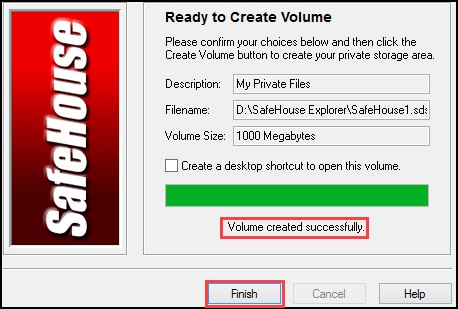 SafeHouse
Ready to Create Volume
Please confirm your choices below and then click the
Create Volume button to create your private storage area.
Description: My Private Files
Filename: D:\SafeHouse Explorer\SafeHouse1.sds
Volume Size: 1000 Megabytes
Create a desktop shortcut to open this volume.
Volume created successfully.
Finish Cancel Help